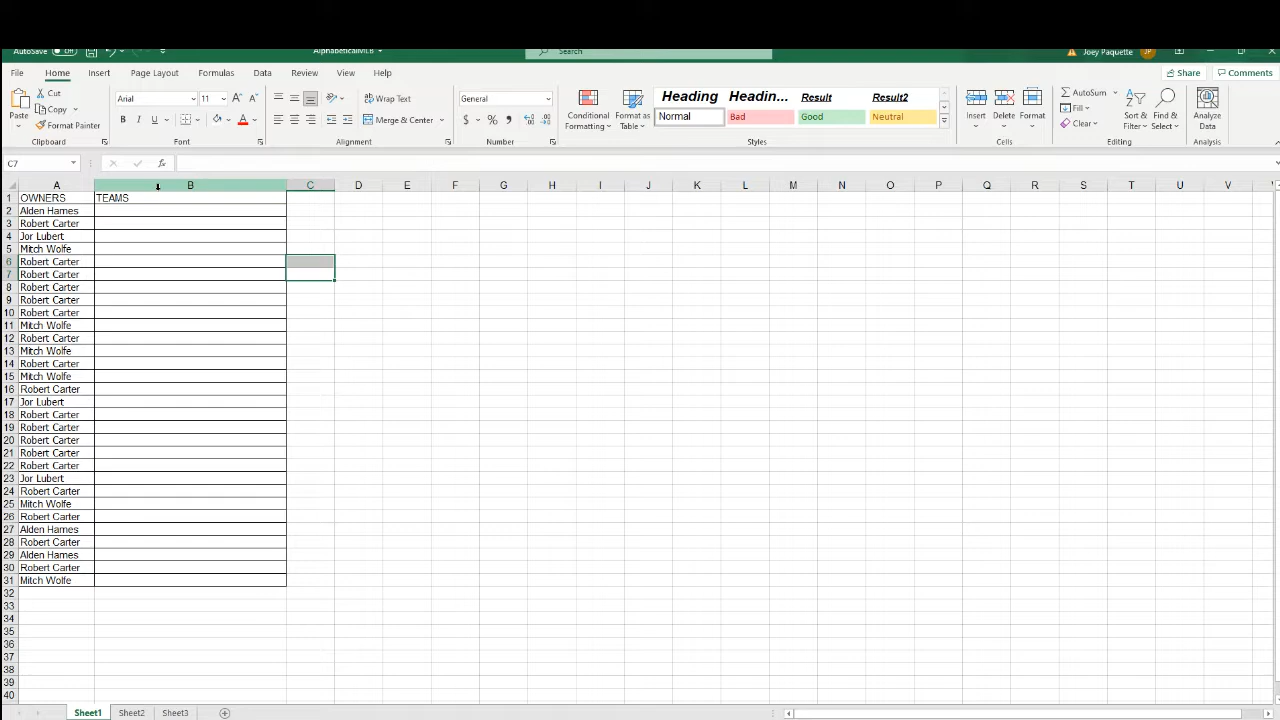 AutoSave Off AlphabeticalMLB Search Joey Paquette JP
File Home Insert Page Layout Formulas Data Review View Help Share Comments
Paste Cut Copy Format Painter Clipboard
Arial 11 A A B I U A Font
Wrap Text Merge & Center Alignment
General $ % Number
Conditional Formatting Format as Table
Heading Headin... Result Result2
Normal Bad Good Neutral
Styles
Insert Delete Format Cells
AutoSum Fill Clear Sort & Filter Find & Select Editing
Analyze Data Analysis
C7 fx
A B C D E F G H I J K L M N O P Q R S T U V
1 OWNERS TEAMS
2 Alden Hames
3 Robert Carter
4 Jor Lubert
5 Mitch Wolfe
6 Robert Carter
7 Robert Carter
8 Robert Carter
9 Robert Carter
10 Robert Carter
11 Mitch Wolfe
12 Robert Carter
13 Mitch Wolfe
14 Robert Carter
15 Mitch Wolfe
16 Robert Carter
17 Jor Lubert
18 Robert Carter
19 Robert Carter
20 Robert Carter
21 Robert Carter
22 Robert Carter
23 Jor Lubert
24 Robert Carter
25 Mitch Wolfe
26 Robert Carter
27 Alden Hames
28 Robert Carter
29 Alden Hames
30 Robert Carter
31 Mitch Wolfe
32
33
34
35
36
37
38
39
40
Sheet1 Sheet2 Sheet3